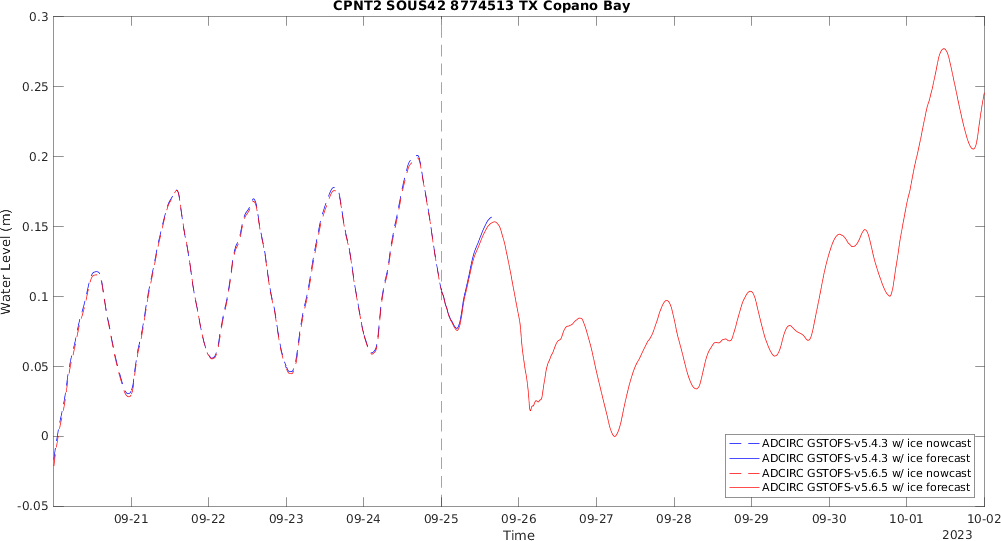 CPNT2 SOUS42 8774513 TX Copano Bay
0.3
0.25
0.2
0.15
0.1
0.05
0
-0.05
Water Level (m)
09-21 09-22 09-23 09-24 09-25 09-26 09-27 09-28 09-29 09-30 10-01 10-02
Time
2023
ADCIRC GSTOFS-v5.4.3 w/ ice nowcast
ADCIRC GSTOFS-v5.4.3 w/ ice forecast
ADCIRC GSTOFS-v5.6.5 w/ ice nowcast
ADCIRC GSTOFS-v5.6.5 w/ ice forecast